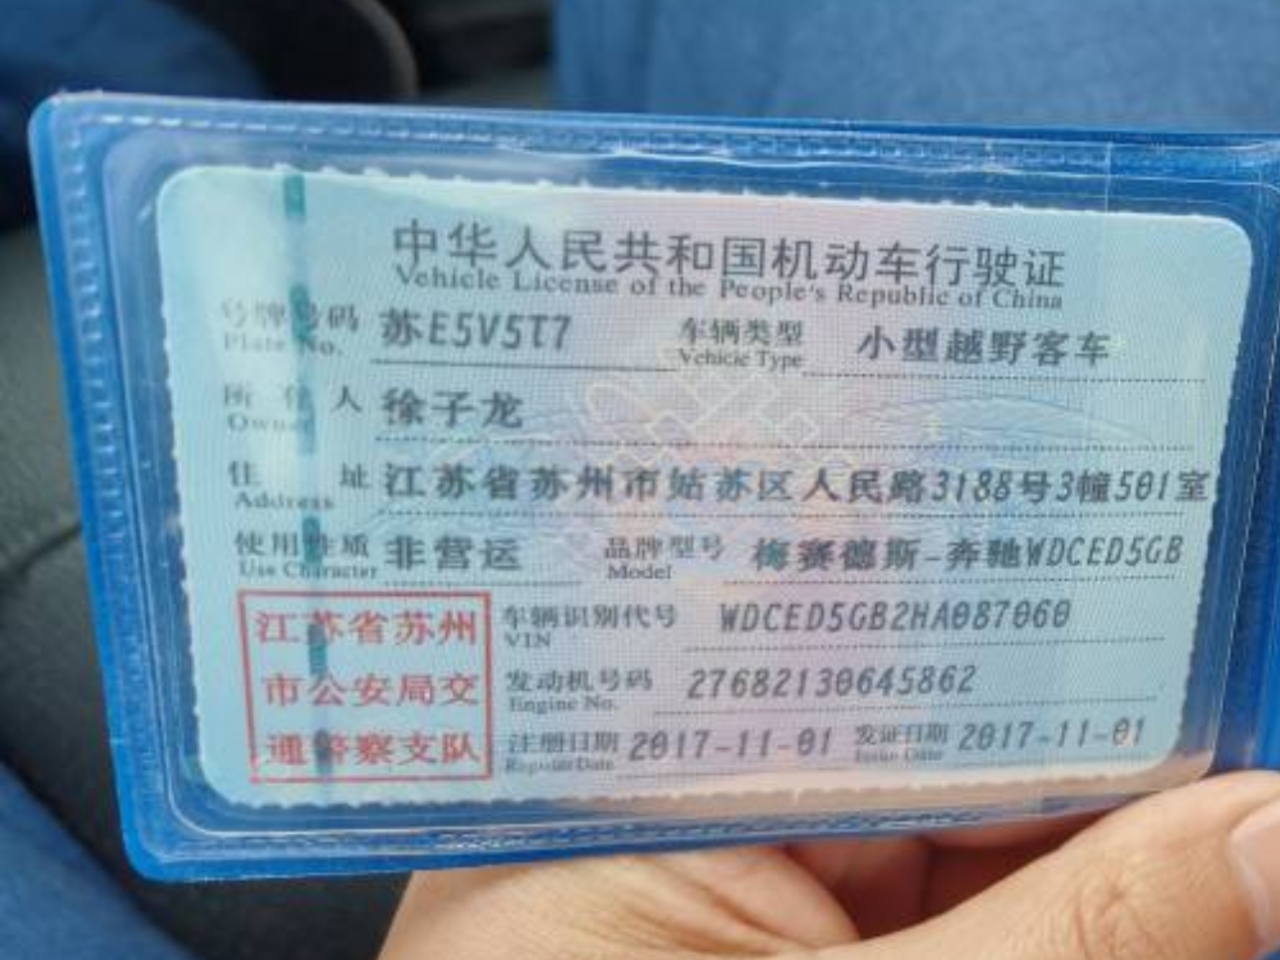 中华人民共和国机动车行驶证
Vehicle License of the People's Republic of China
号牌号码 苏E5V5T7 车辆类型 小型越野客车
Plate No. Vehicle Type
所有人 徐子龙
Owner
住址 江苏省苏州市姑苏区人民路3188号3幢501室
Address
使用性质 非营运 品牌型号 梅赛德斯-奔驰WDCED5GB
Use Character Model
江苏省苏州 车辆识别代号 WDCED5GB2HA087060
VIN
市公安局交 发动机号码 27682130645862
Engine No.
通警察支队 注册日期 2017-11-01 发证日期 2017-11-01
Register Date Issue Date